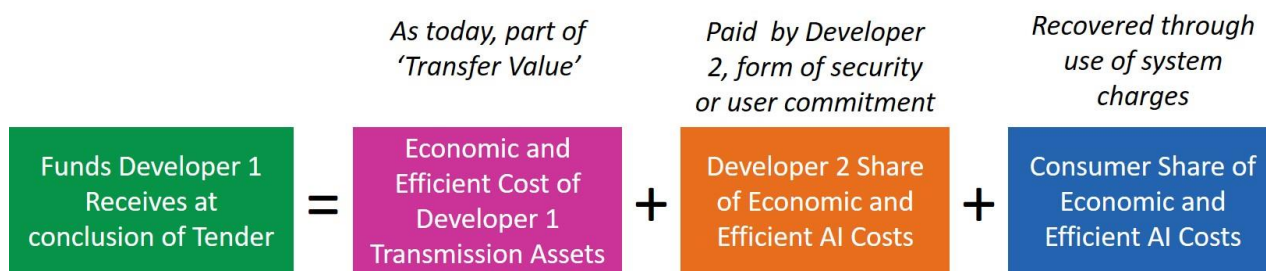 As today, part of
‘Transfer Value’
Paid by Developer
2, form of security
or user commitment
Recovered through
use of system
charges
Funds Developer 1
Receives at
conclusion of Tender
=
Economic and
Efficient Cost of
Developer 1
Transmission Assets
+
Developer 2 Share
of Economic and
Efficient AI Costs
+
Consumer Share of
Economic and
Efficient AI Costs